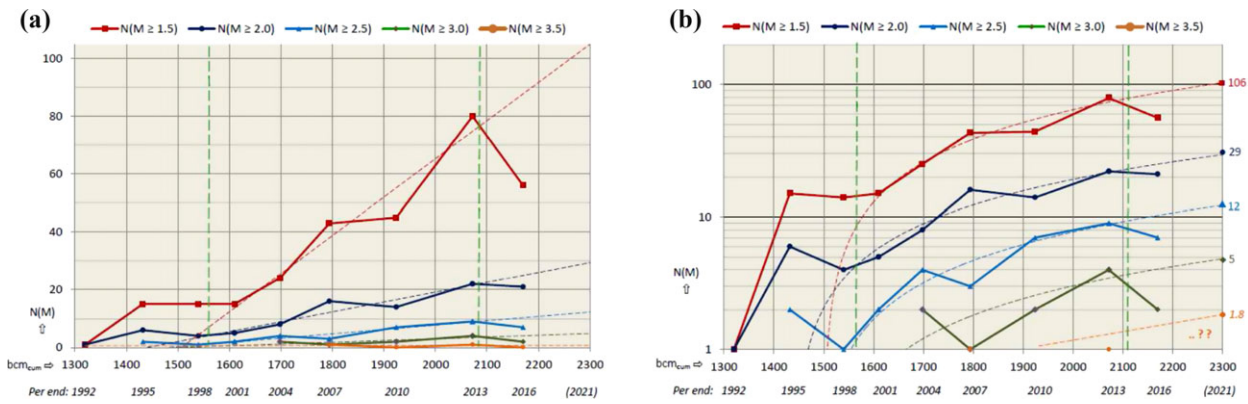 (a)
N(M ≥ 1.5) N(M ≥ 2.0) N(M ≥ 2.5) N(M ≥ 3.0) N(M ≥ 3.5)
100
80
60
40
20
0
N(M)
⇧
bcm_cum ⇨ 1300 1400 1500 1600 1700 1800 1900 2000 2100 2200 2300
Per end: 1992 1995 1998 2001 2004 2007 2010 2013 2016 (2021)
(b)
N(M ≥ 1.5) N(M ≥ 2.0) N(M ≥ 2.5) N(M ≥ 3.0) N(M ≥ 3.5)
100
10
1
N(M)
⇧
106
29
12
5
1.8
.. ??
bcm_cum ⇨ 1300 1400 1500 1600 1700 1800 1900 2000 2100 2200 2300
Per end: 1992 1995 1998 2001 2004 2007 2010 2013 2016 (2021)